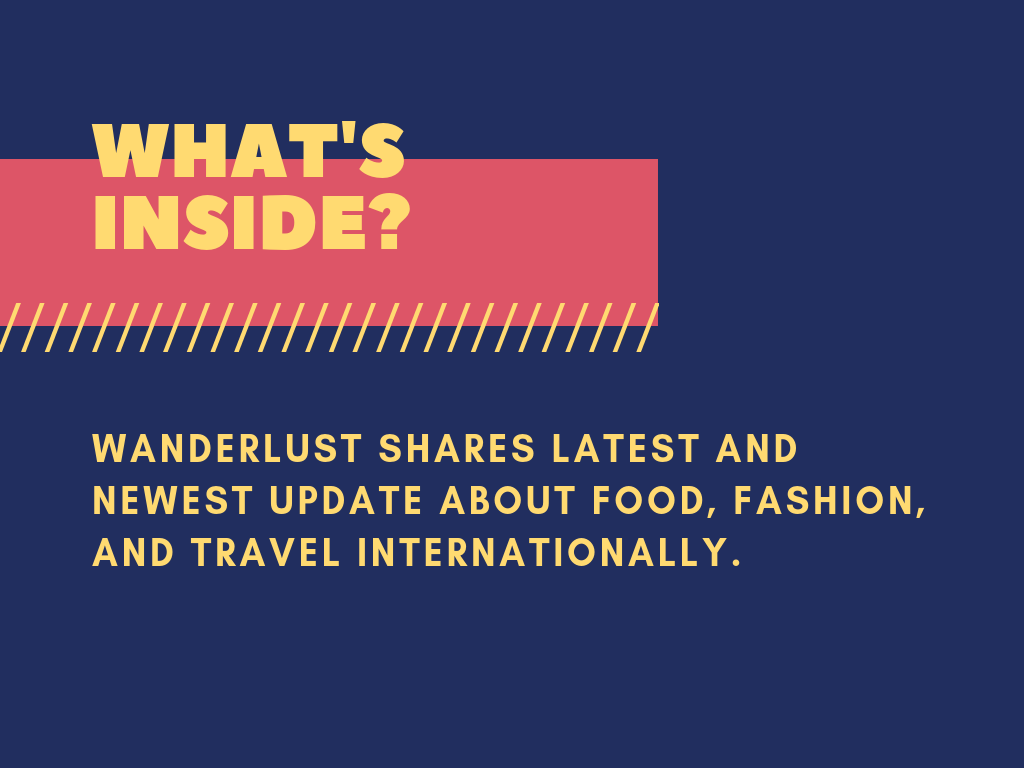 WHAT'S
INSIDE?
WANDERLUST SHARES LATEST AND
NEWEST UPDATE ABOUT FOOD, FASHION,
AND TRAVEL INTERNATIONALLY.